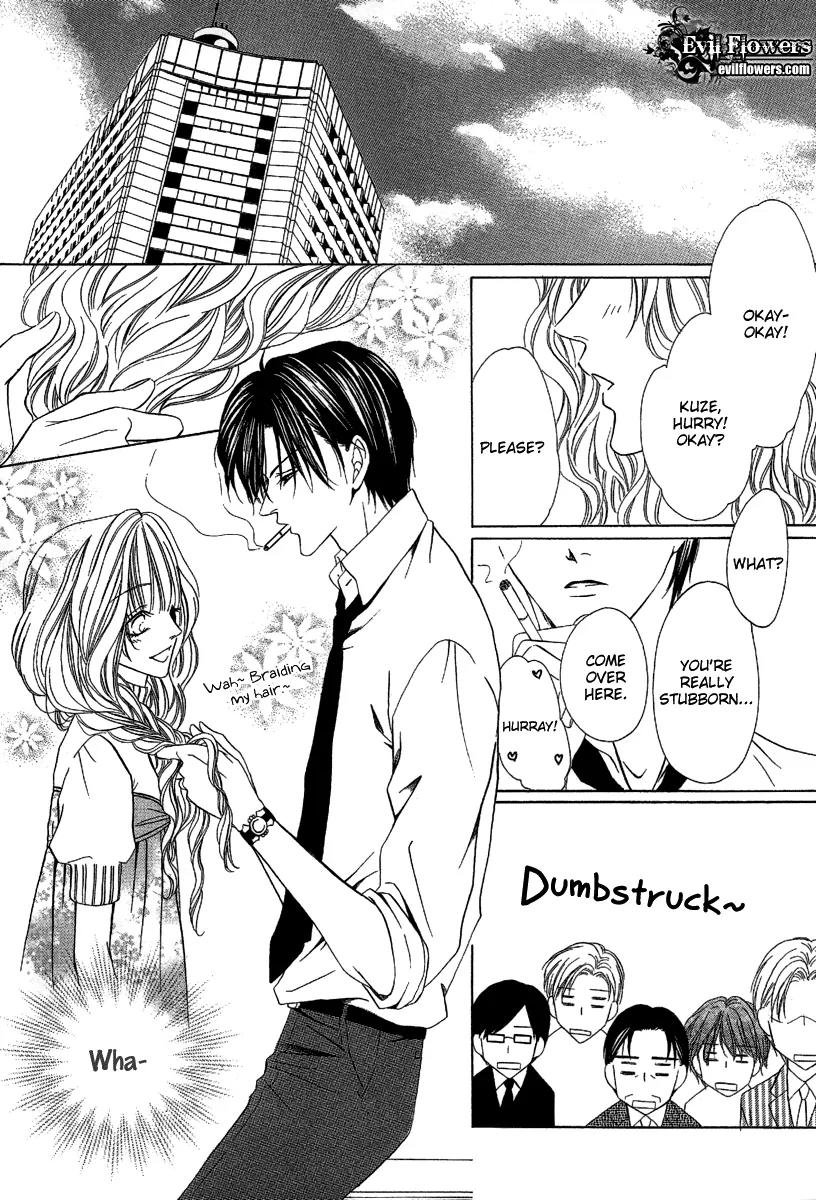 Evil Flowers
evilflowers.com
OKAY-
OKAY!
KUZE,
HURRY!
OKAY?
PLEASE?
WHAT?
YOU'RE
REALLY
STUBBORN...
COME
OVER
HERE.
HURRAY!
Wah~ Braiding
my hair~
Dumbstruck~
Wha-